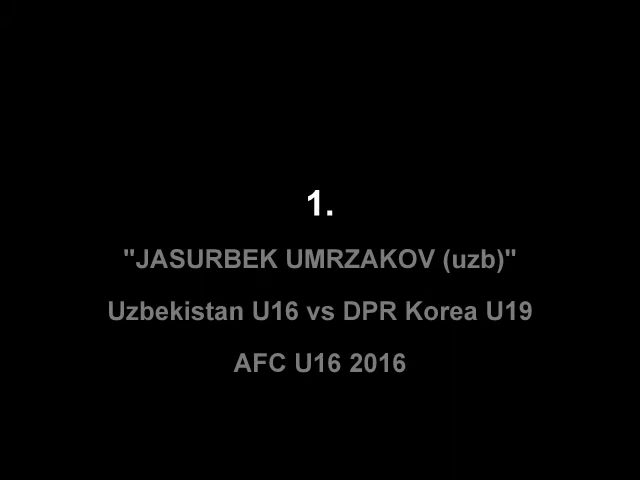 1.
"JASURBEK UMRZAKOV (uzb)"
Uzbekistan U16 vs DPR Korea U19
AFC U16 2016